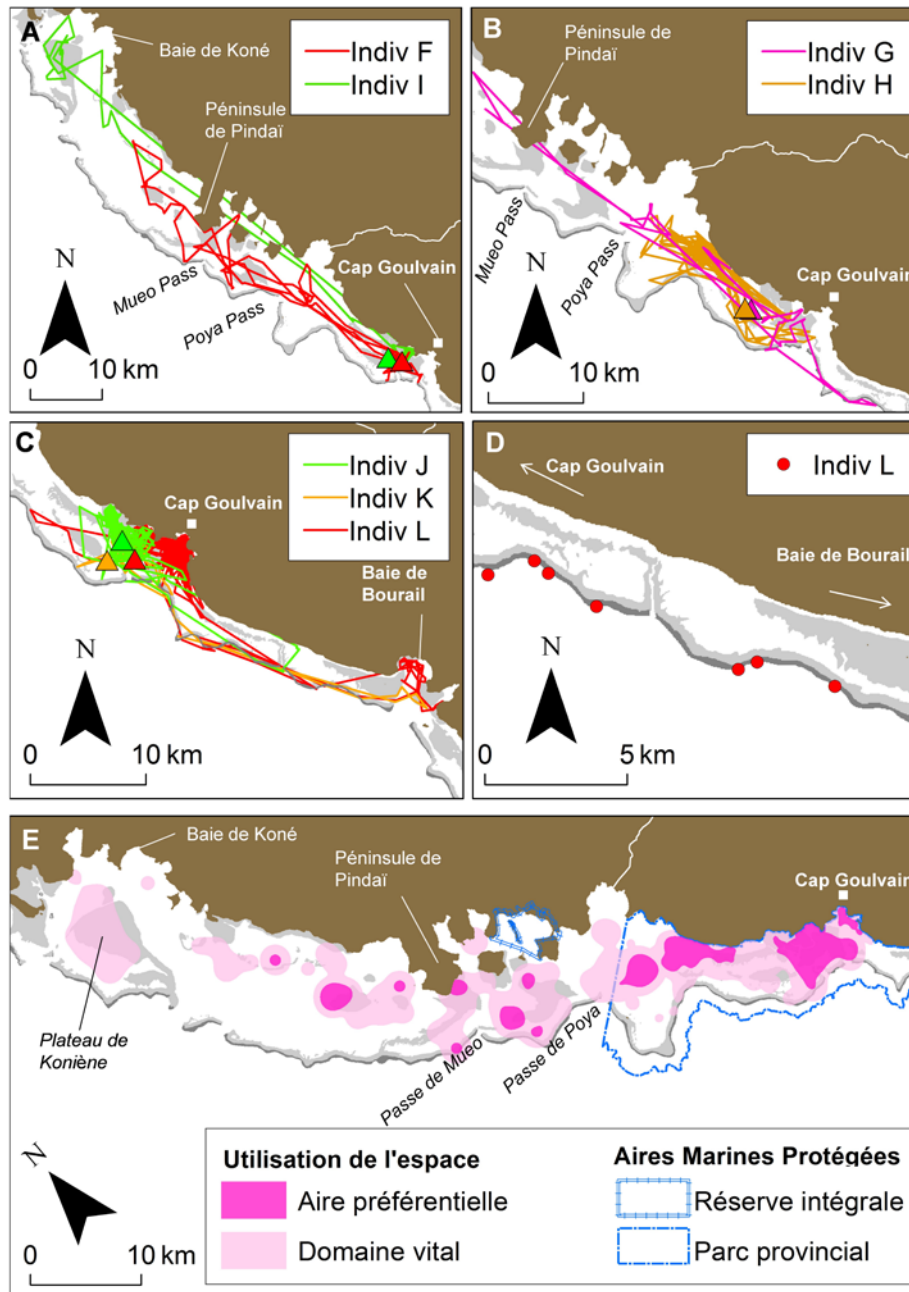 A
Baie de Koné
Indiv F
Indiv I
Péninsule
de Pindaï
Mueo Pass
Poya Pass
Cap Goulvain
N
0 10 km
B
Péninsule de
Pindaï
Indiv G
Indiv H
Mueo Pass
Poya Pass
Cap Goulvain
N
0 10 km
C
Indiv J
Indiv K
Indiv L
Cap Goulvain
Baie de
Bourail
N
0 10 km
D
Indiv L
Cap Goulvain
Baie de Bourail
N
0 5 km
E
Baie de Koné
Péninsule de
Pindaï
Cap Goulvain
Plateau de
Koniène
Passe de Mueo
Passe de Poya
N
0 10 km
Utilisation de l'espace
Aire préférentielle
Domaine vital
Aires Marines Protégées
Réserve intégrale
Parc provincial